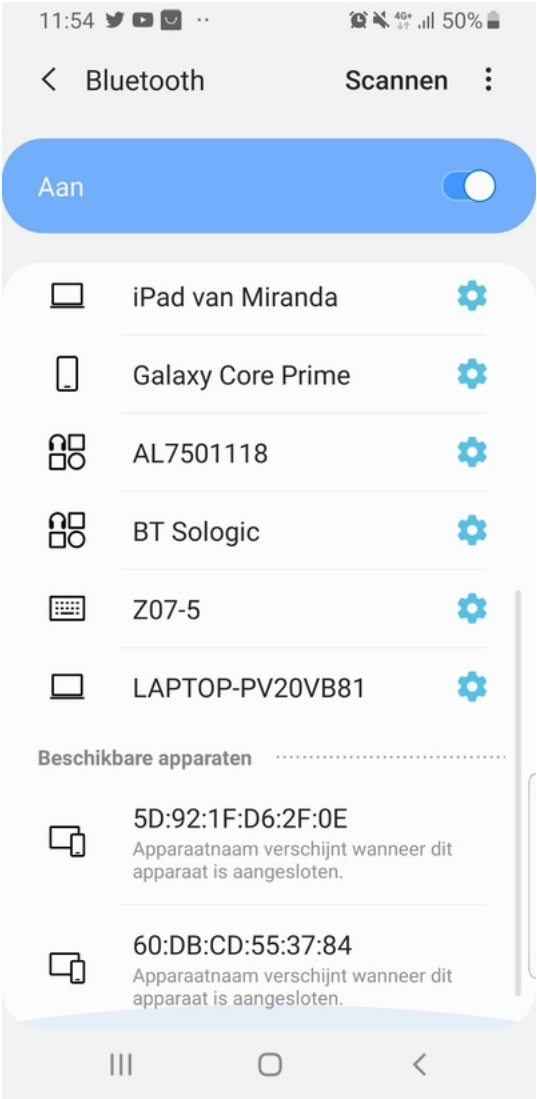 11:54
4G+ 50%
Bluetooth Scannen
Aan
iPad van Miranda
Galaxy Core Prime
AL7501118
BT Sologic
Z07-5
LAPTOP-PV20VB81
Beschikbare apparaten
5D:92:1F:D6:2F:0E
Apparaatnaam verschijnt wanneer dit
apparaat is aangesloten.
60:DB:CD:55:37:84
Apparaatnaam verschijnt wanneer dit
apparaat is aangesloten.